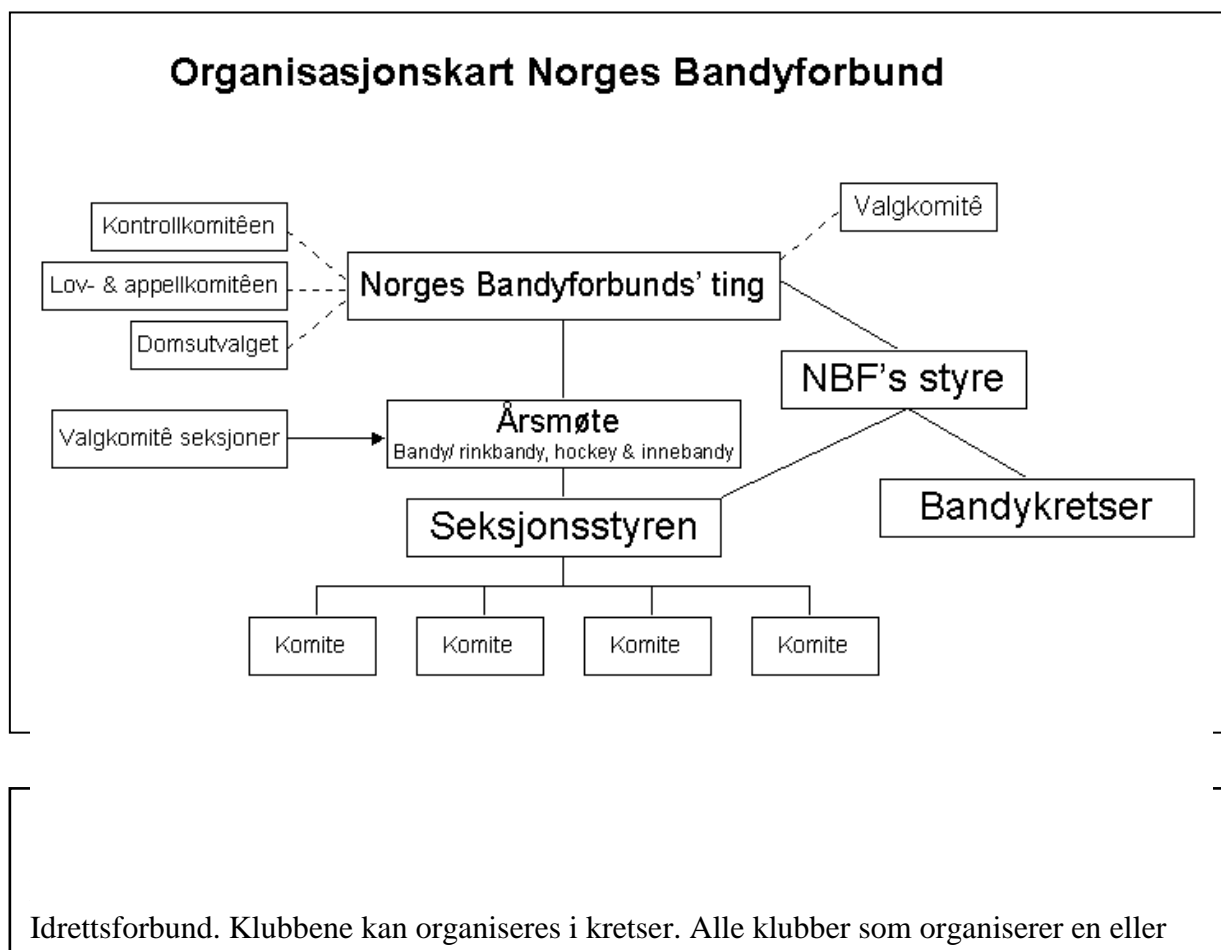 Organisasjonskart Norges Bandyforbund
Valgkomitê
Kontrollkomitêen
Lov- & appellkomitêen
Norges Bandyforbunds' ting
Domsutvalget
NBF's styre
Valgkomitê seksjoner
Årsmøte
Bandy/ rinkbandy, hockey & innebandy
Bandykretser
Seksjonsstyren
Komite
Komite
Komite
Komite
Idrettsforbund. Klubbene kan organiseres i kretser. Alle klubber som organiserer en eller